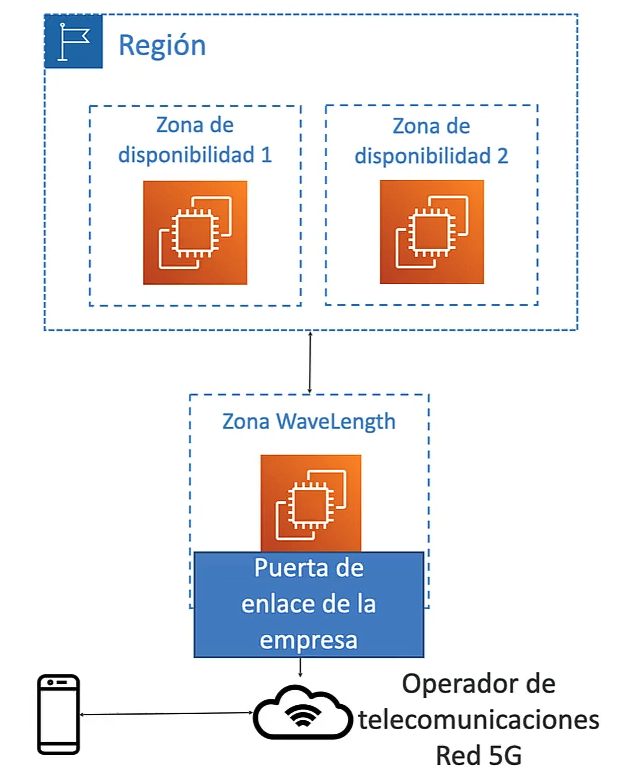 Región
Zona de
disponibilidad 1
Zona de
disponibilidad 2
Zona WaveLength
Puerta de
enlace de la
empresa
Operador de
telecomunicaciones
Red 5G